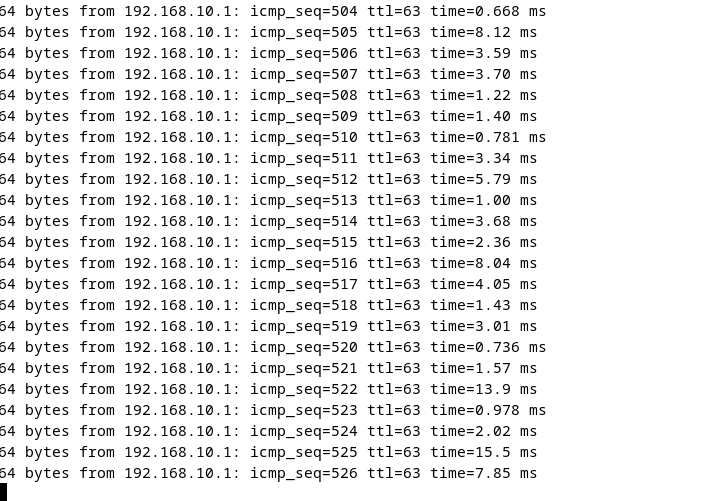 64 bytes from 192.168.10.1: icmp_seq=504 ttl=63 time=0.668 ms
64 bytes from 192.168.10.1: icmp_seq=505 ttl=63 time=8.12 ms
64 bytes from 192.168.10.1: icmp_seq=506 ttl=63 time=3.59 ms
64 bytes from 192.168.10.1: icmp_seq=507 ttl=63 time=3.70 ms
64 bytes from 192.168.10.1: icmp_seq=508 ttl=63 time=1.22 ms
64 bytes from 192.168.10.1: icmp_seq=509 ttl=63 time=1.40 ms
64 bytes from 192.168.10.1: icmp_seq=510 ttl=63 time=0.781 ms
64 bytes from 192.168.10.1: icmp_seq=511 ttl=63 time=3.34 ms
64 bytes from 192.168.10.1: icmp_seq=512 ttl=63 time=5.79 ms
64 bytes from 192.168.10.1: icmp_seq=513 ttl=63 time=1.00 ms
64 bytes from 192.168.10.1: icmp_seq=514 ttl=63 time=3.68 ms
64 bytes from 192.168.10.1: icmp_seq=515 ttl=63 time=2.36 ms
64 bytes from 192.168.10.1: icmp_seq=516 ttl=63 time=8.04 ms
64 bytes from 192.168.10.1: icmp_seq=517 ttl=63 time=4.05 ms
64 bytes from 192.168.10.1: icmp_seq=518 ttl=63 time=1.43 ms
64 bytes from 192.168.10.1: icmp_seq=519 ttl=63 time=3.01 ms
64 bytes from 192.168.10.1: icmp_seq=520 ttl=63 time=0.736 ms
64 bytes from 192.168.10.1: icmp_seq=521 ttl=63 time=1.57 ms
64 bytes from 192.168.10.1: icmp_seq=522 ttl=63 time=13.9 ms
64 bytes from 192.168.10.1: icmp_seq=523 ttl=63 time=0.978 ms
64 bytes from 192.168.10.1: icmp_seq=524 ttl=63 time=2.02 ms
64 bytes from 192.168.10.1: icmp_seq=525 ttl=63 time=15.5 ms
64 bytes from 192.168.10.1: icmp_seq=526 ttl=63 time=7.85 ms